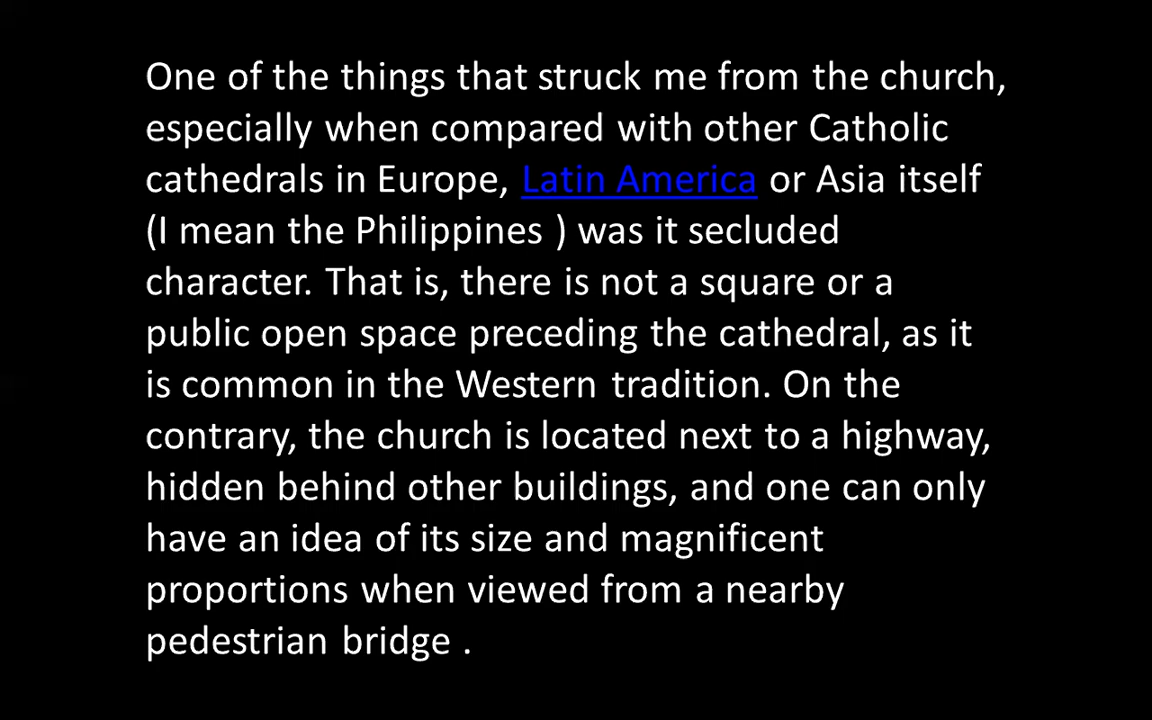 One of the things that struck me from the church,
especially when compared with other Catholic
cathedrals in Europe, Latin America or Asia itself
(I mean the Philippines ) was it secluded
character. That is, there is not a square or a
public open space preceding the cathedral, as it
is common in the Western tradition. On the
contrary, the church is located next to a highway,
hidden behind other buildings, and one can only
have an idea of its size and magnificent
proportions when viewed from a nearby
pedestrian bridge .